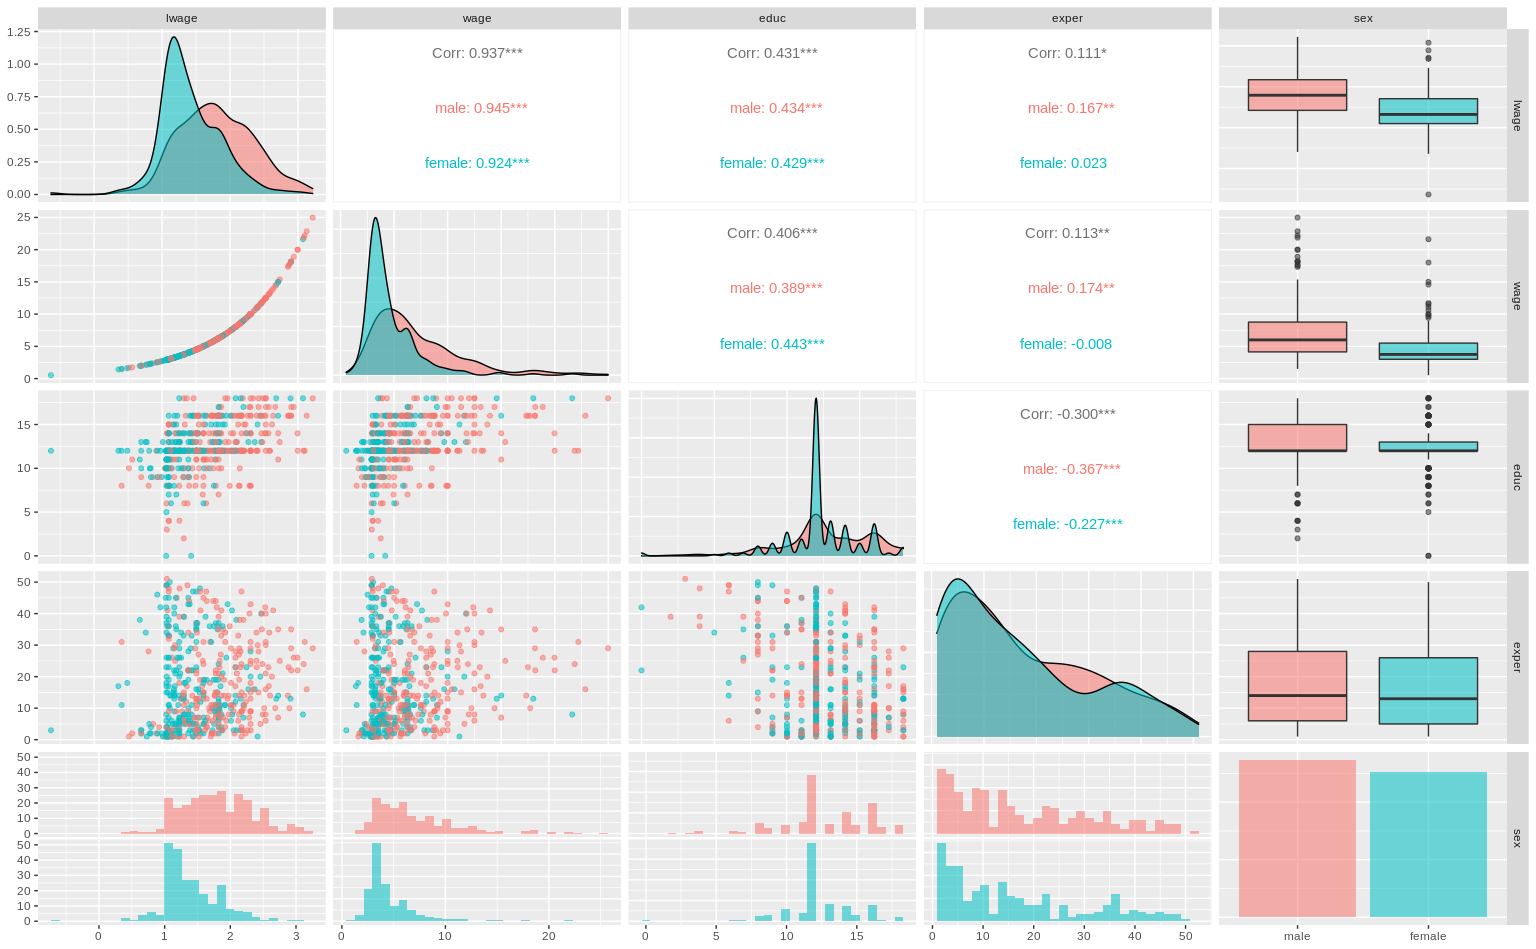 lwage wage educ exper sex
1.25
1.00
0.75
0.50
0.25
0.00
Corr: 0.937*** Corr: 0.431*** Corr: 0.111*
male: 0.945*** male: 0.434*** male: 0.167**
female: 0.924*** female: 0.429*** female: 0.023
lwage
25
20
15
10
5
0
Corr: 0.406*** Corr: 0.113**
male: 0.389*** male: 0.174**
female: 0.443*** female: -0.008
wage
15
10
5
0
Corr: -0.300***
male: -0.367***
female: -0.227***
educ
50
40
30
20
10
0
exper
50
40
30
20
10
0
50
40
30
20
10
0
sex
0 1 2 3 0 10 20 0 5 10 15 0 10 20 30 40 50 male female